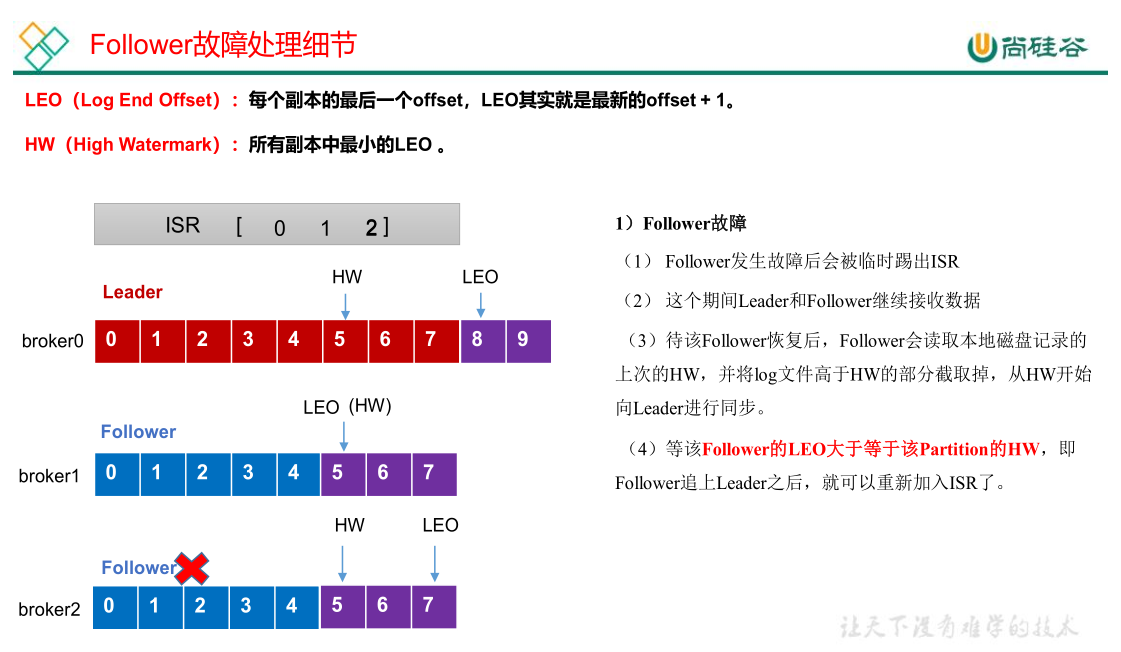 Follower故障处理细节
尚硅谷
LEO（Log End Offset）：每个副本的最后一个offset，LEO其实就是最新的offset + 1。
HW（High Watermark）：所有副本中最小的LEO 。
ISR [ 0 1 2 ]
Leader
HW
LEO
broker0
0 1 2 3 4 5 6 7 8 9
Follower
LEO (HW)
broker1
0 1 2 3 4 5 6 7
Follower
HW
LEO
broker2
0 1 2 3 4 5 6 7
1）Follower故障
（1） Follower发生故障后会被临时踢出ISR
（2） 这个期间Leader和Follower继续接收数据
（3）待该Follower恢复后，Follower会读取本地磁盘记录的
上次的HW，并将log文件高于HW的部分截取掉，从HW开始
向Leader进行同步。
（4）等该Follower的LEO大于等于该Partition的HW，即
Follower追上Leader之后，就可以重新加入ISR了。
让天下没有难学的技术